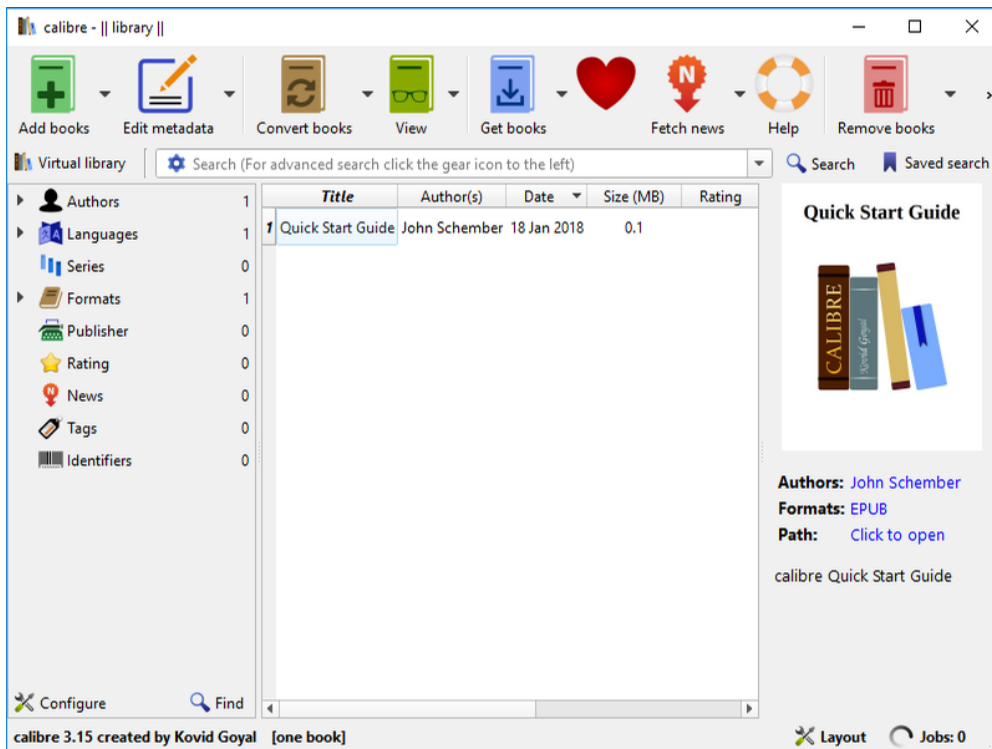 calibre - || library ||
Add books
Edit metadata
Convert books
View
Get books
N
Fetch news
Help
Remove books
Virtual library
Search (For advanced search click the gear icon to the left)
Search
Saved search
Authors 1
Languages 1
Series 0
Formats 1
Publisher 0
Rating 0
N News 0
Tags 0
Identifiers 0
Configure
Find
Title Author(s) Date Size (MB) Rating
1 Quick Start Guide John Schember 18 Jan 2018 0.1
Quick Start Guide
CALIBRE
Kovid Goyal
Authors: John Schember
Formats: EPUB
Path: Click to open
calibre Quick Start Guide
calibre 3.15 created by Kovid Goyal [one book]
Layout
Jobs: 0